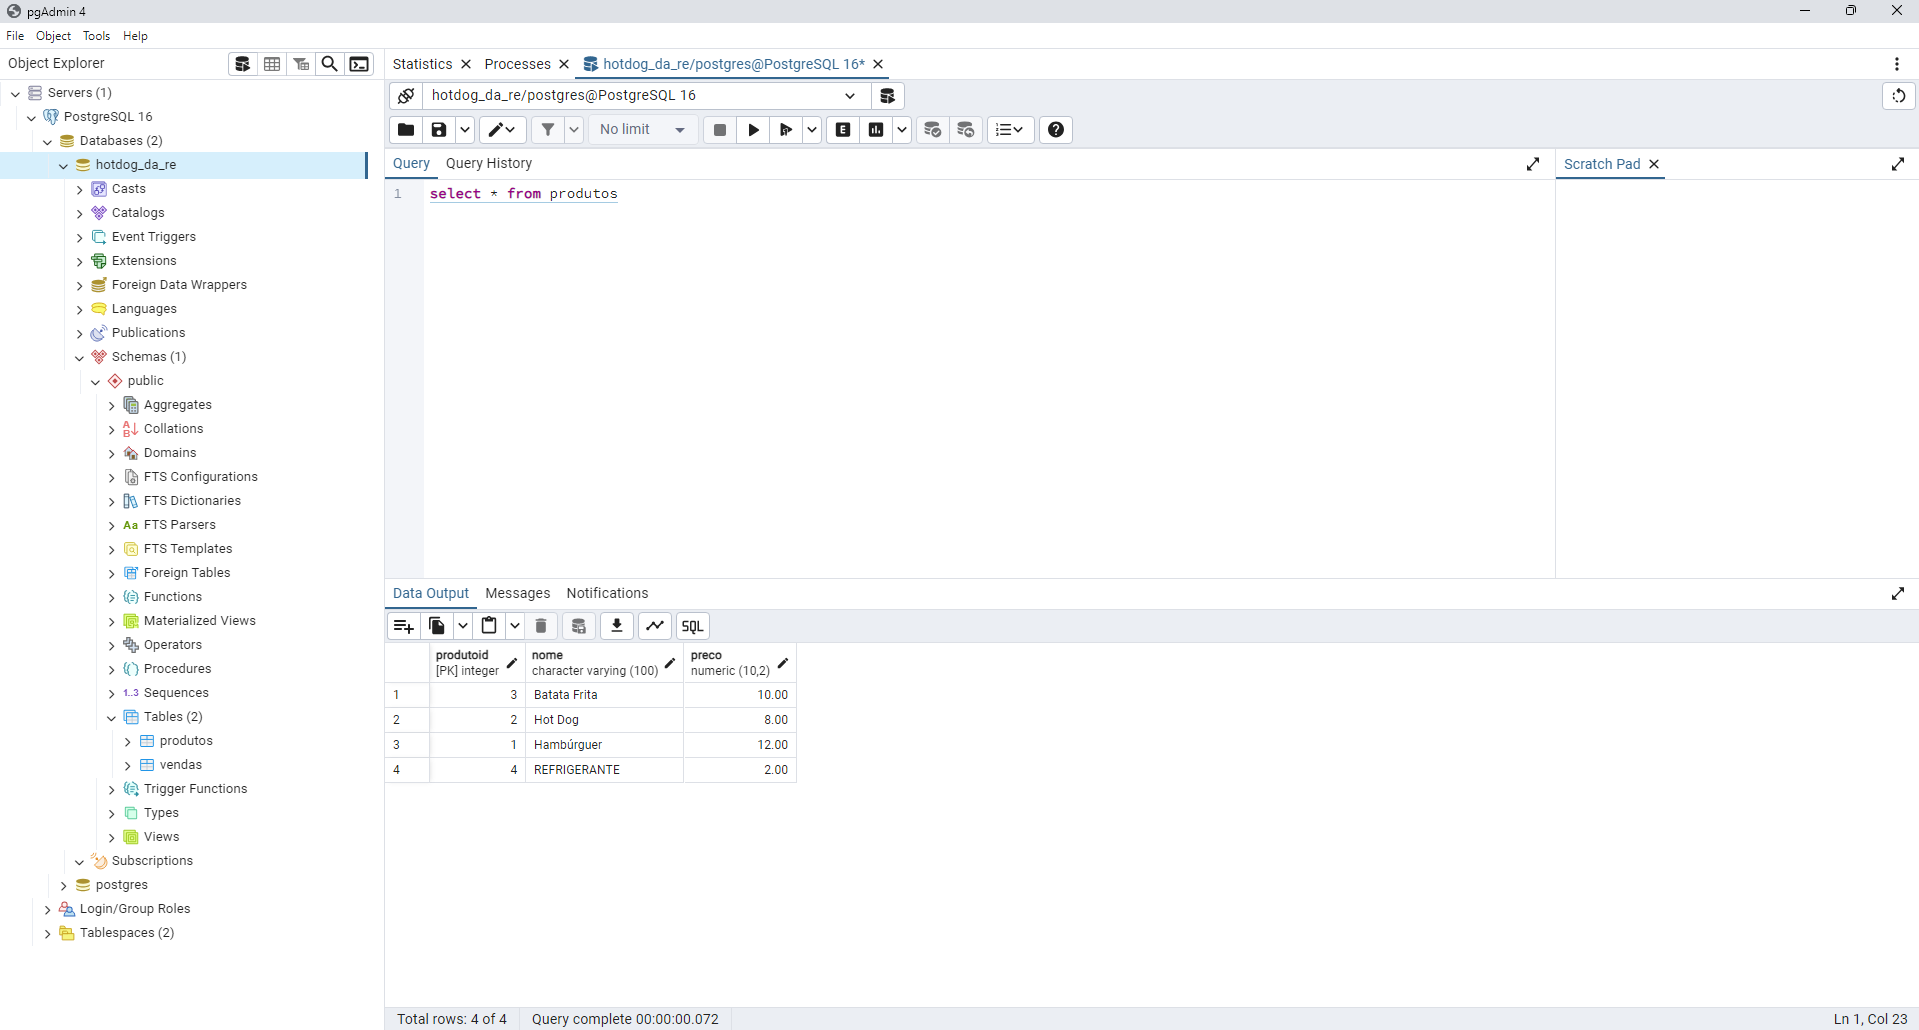 pgAdmin 4
File Object Tools Help
Object Explorer
Servers (1)
PostgreSQL 16
Databases (2)
hotdog_da_re
Casts
Catalogs
Event Triggers
Extensions
Foreign Data Wrappers
Languages
Publications
Schemas (1)
public
Aggregates
Collations
Domains
FTS Configurations
FTS Dictionaries
Aa FTS Parsers
FTS Templates
Foreign Tables
Functions
Materialized Views
Operators
Procedures
1..3 Sequences
Tables (2)
produtos
vendas
Trigger Functions
Types
Views
Subscriptions
postgres
Login/Group Roles
Tablespaces (2)
Statistics Processes hotdog_da_re/postgres@PostgreSQL 16*
hotdog_da_re/postgres@PostgreSQL 16
No limit E
Query Query History
Scratch Pad
1 select * from produtos
Data Output Messages Notifications
SQL
produtoid nome preco
[PK] integer character varying (100) numeric (10,2)
1 3 Batata Frita 10.00
2 2 Hot Dog 8.00
3 1 Hambúrguer 12.00
4 4 REFRIGERANTE 2.00
Total rows: 4 of 4 Query complete 00:00:00.072 Ln 1, Col 23